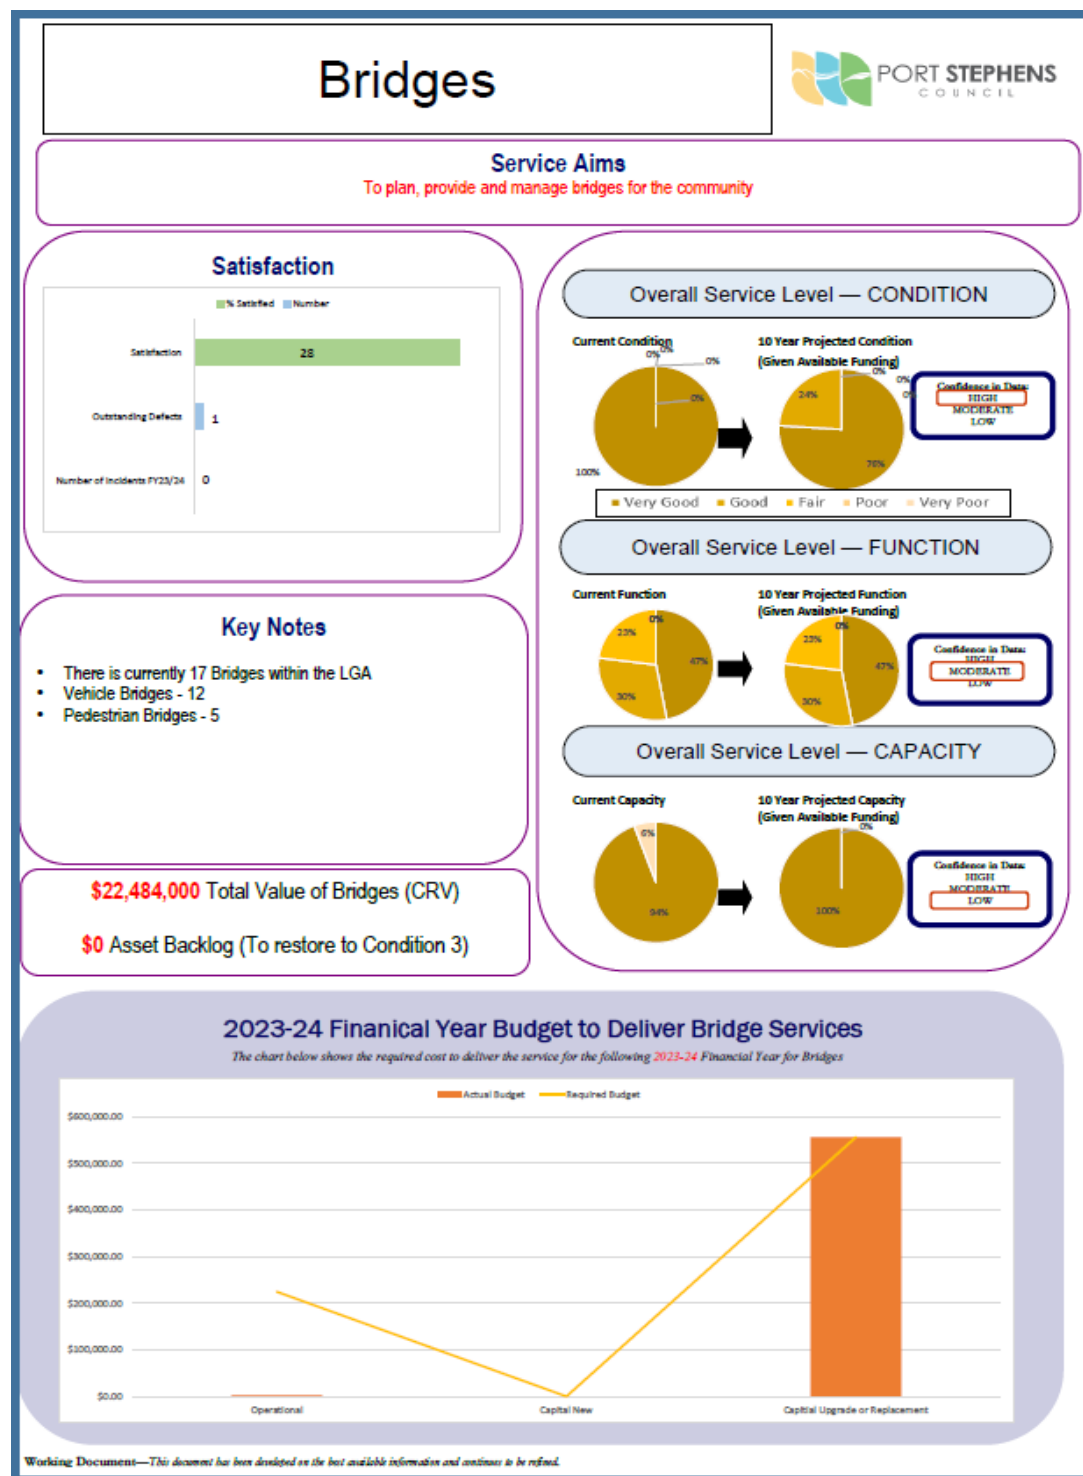 Bridges
PORT STEPHENS
COUNCIL
Service Aims
To plan, provide and manage bridges for the community
Satisfaction
% Satisfied Number
Satisfaction 28
Outstanding Defects 1
Number of Incidents FY23/24 0
Key Notes
• There is currently 17 Bridges within the LGA
• Vehicle Bridges - 12
• Pedestrian Bridges - 5
$22,484,000 Total Value of Bridges (CRV)
$0 Asset Backlog (To restore to Condition 3)
Overall Service Level — CONDITION
Current Condition
0% 0%
0%
0%
100%
10 Year Projected Condition
(Given Available Funding)
0%
0%
0%
24%
76%
Confidence in Data:
HIGH
MODERATE
LOW
Very Good Good Fair Poor Very Poor
Overall Service Level — FUNCTION
Current Function
0%
23%
47%
30%
10 Year Projected Function
(Given Available Funding)
0%
23%
47%
30%
Confidence in Data:
HIGH
MODERATE
LOW
Overall Service Level — CAPACITY
Current Capacity
6%
94%
10 Year Projected Capacity
(Given Available Funding)
0%
100%
Confidence in Data:
HIGH
MODERATE
LOW
2023-24 Finanical Year Budget to Deliver Bridge Services
The chart below shows the required cost to deliver the service for the following 2023-24 Financial Year for Bridges
Actual Budget Required Budget
$600,000.00
$500,000.00
$400,000.00
$300,000.00
$200,000.00
$100,000.00
$0.00
Operational Capital New Capitial Upgrade or Replacement
Working Document—This document has been developed on the best available information and continues to be refined.